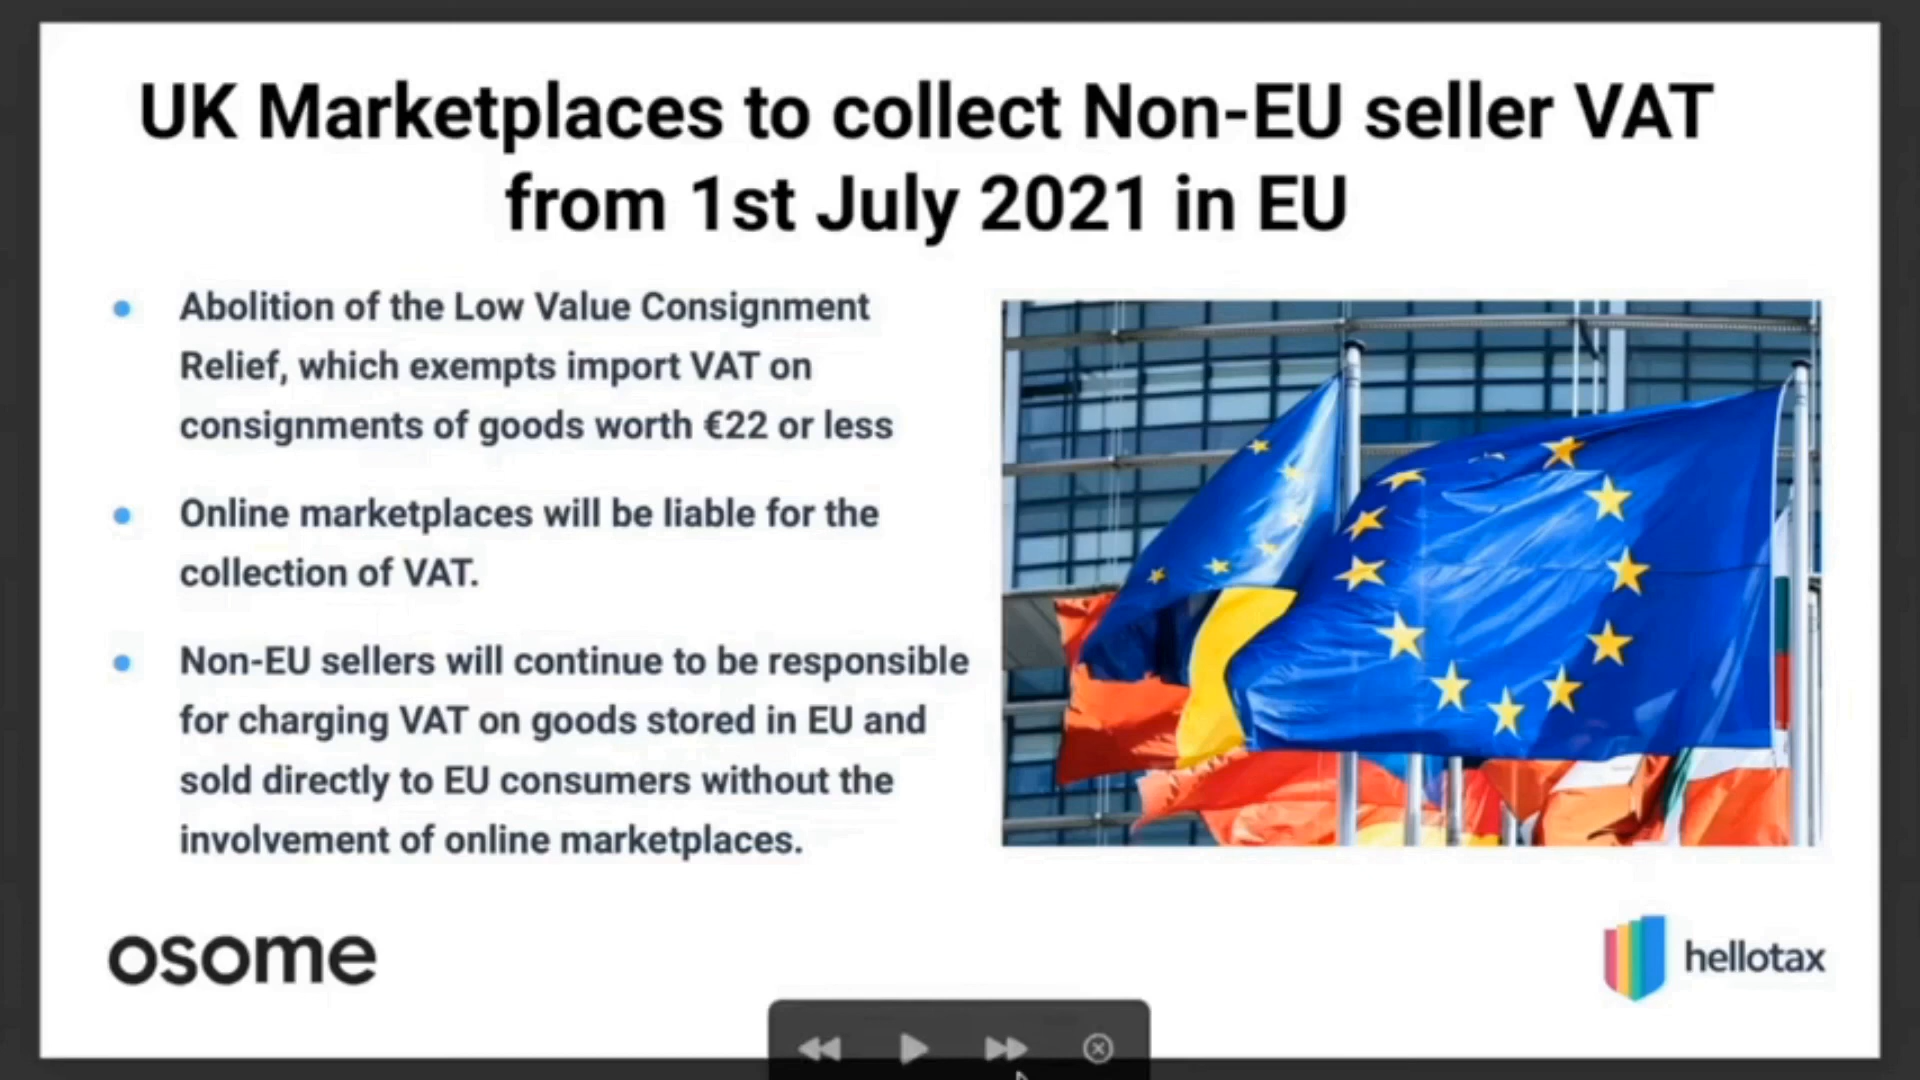 UK Marketplaces to collect Non-EU seller VAT
from 1st July 2021 in EU
Abolition of the Low Value Consignment
Relief, which exempts import VAT on
consignments of goods worth €22 or less
Online marketplaces will be liable for the
collection of VAT.
Non-EU sellers will continue to be responsible
for charging VAT on goods stored in EU and
sold directly to EU consumers without the
involvement of online marketplaces.
osome
hellotax